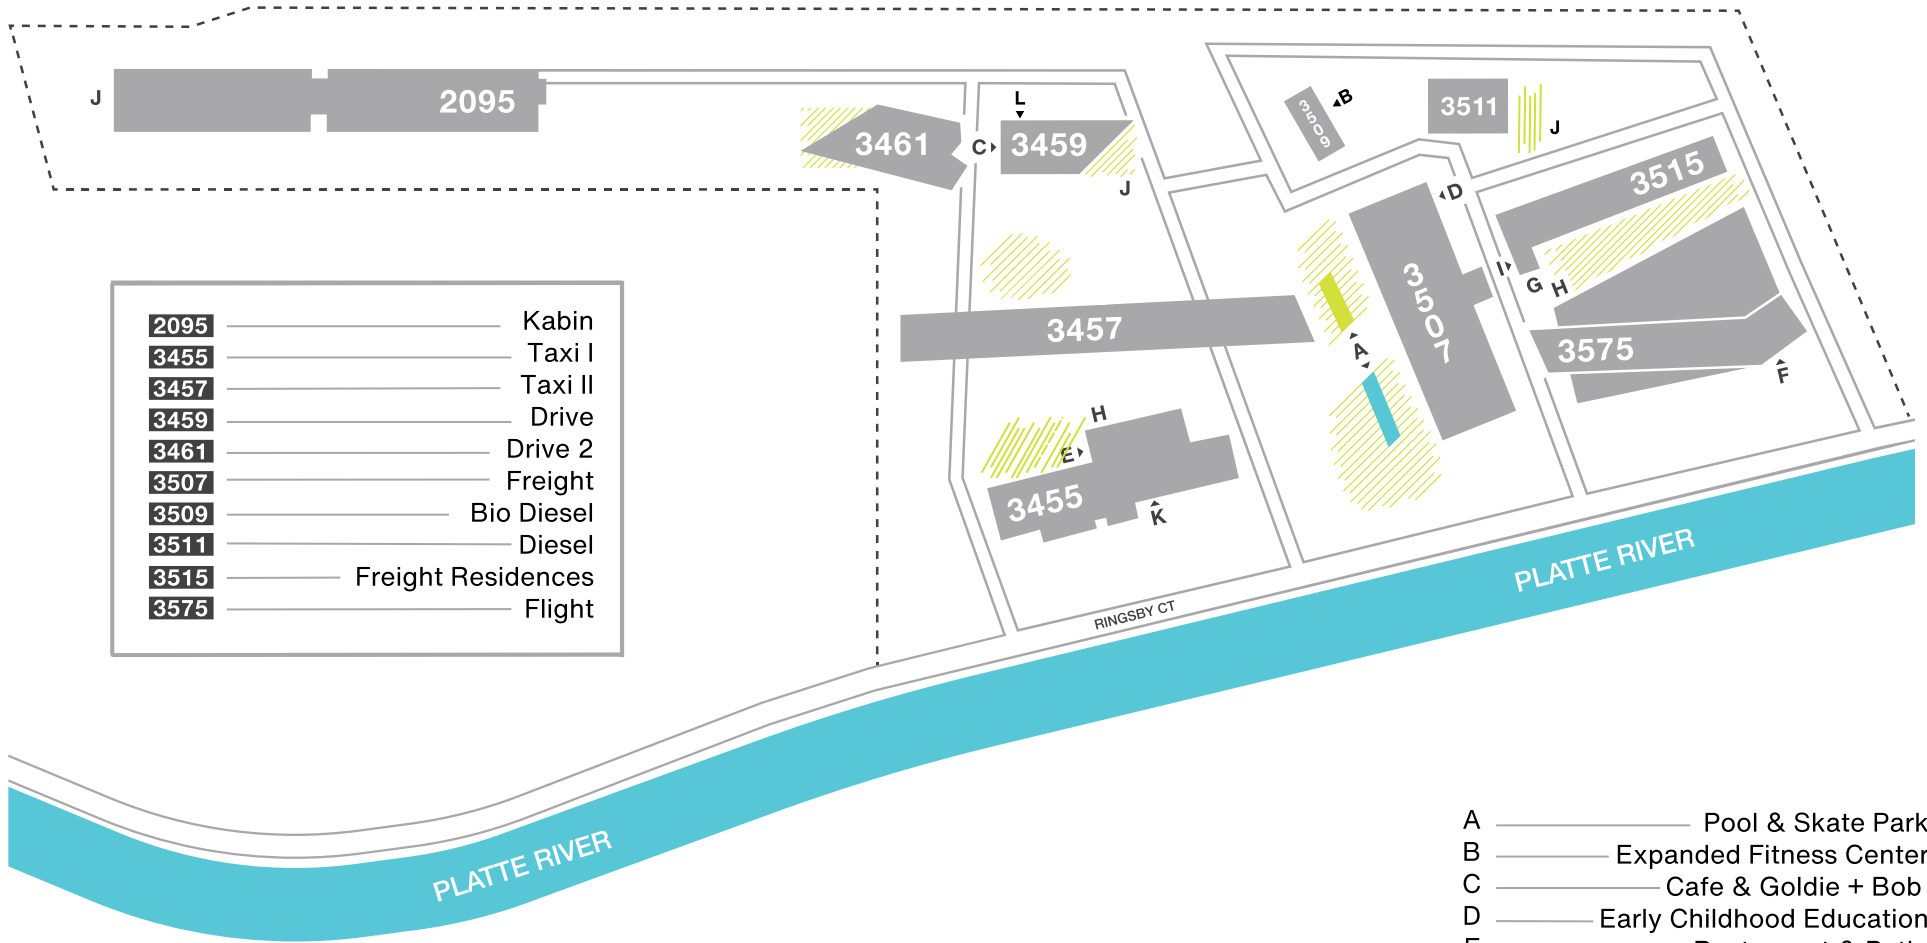 J
2095
3461
L
C
3459
J
3509
B
3511
J
3515
D
3507
I
G
H
3457
A
3575
F
H
E
3455
K
2095 Kabin
3455 Taxi I
3457 Taxi II
3459 Drive
3461 Drive 2
3507 Freight
3509 Bio Diesel
3511 Diesel
3515 Freight Residences
3575 Flight
RINGSBY CT
PLATTE RIVER
PLATTE RIVER
A Pool & Skate Park
B Expanded Fitness Center
C Cafe & Goldie + Bob
D Early Childhood Education